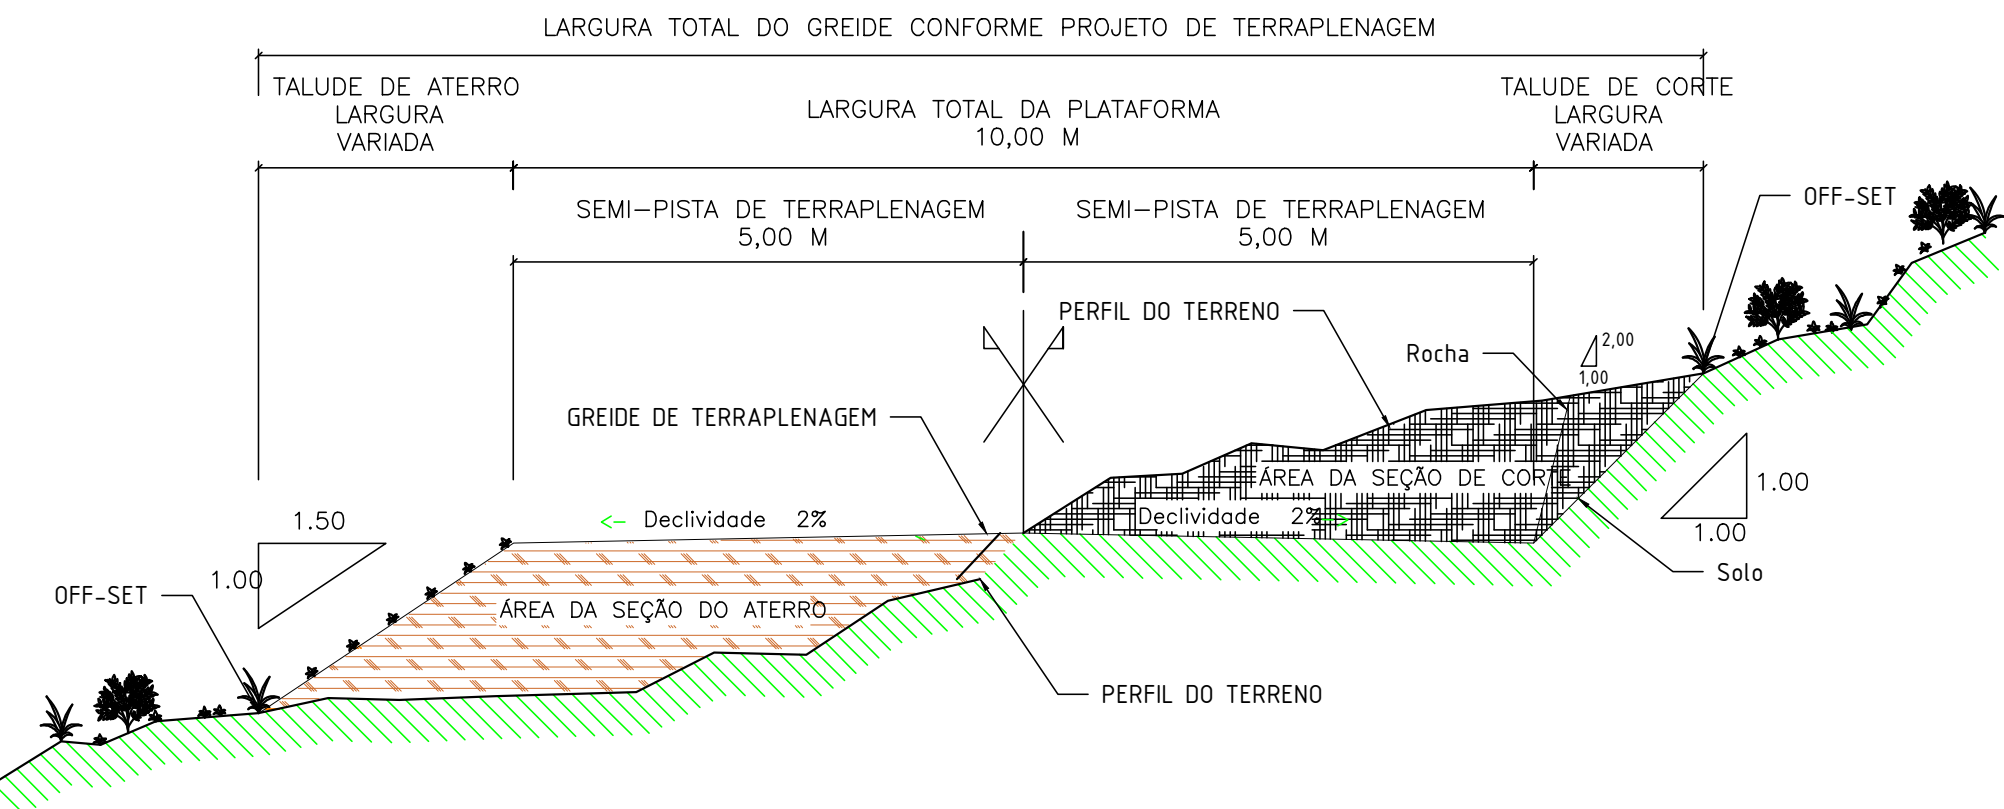 LARGURA TOTAL DO GREIDE CONFORME PROJETO DE TERRAPLENAGEM
TALUDE DE ATERRO
LARGURA
VARIADA
LARGURA TOTAL DA PLATAFORMA
10,00 M
TALUDE DE CORTE
LARGURA
VARIADA
SEMI-PISTA DE TERRAPLENAGEM
5,00 M
SEMI-PISTA DE TERRAPLENAGEM
5,00 M
OFF-SET
PERFIL DO TERRENO
Rocha
2,00
1,00
GREIDE DE TERRAPLENAGEM
ÁREA DA SEÇÃO DE CORTE
1.00
1.00
Declividade 2%
Declividade 2%
1.50
1.00
Solo
OFF-SET
ÁREA DA SEÇÃO DO ATERRO
PERFIL DO TERRENO